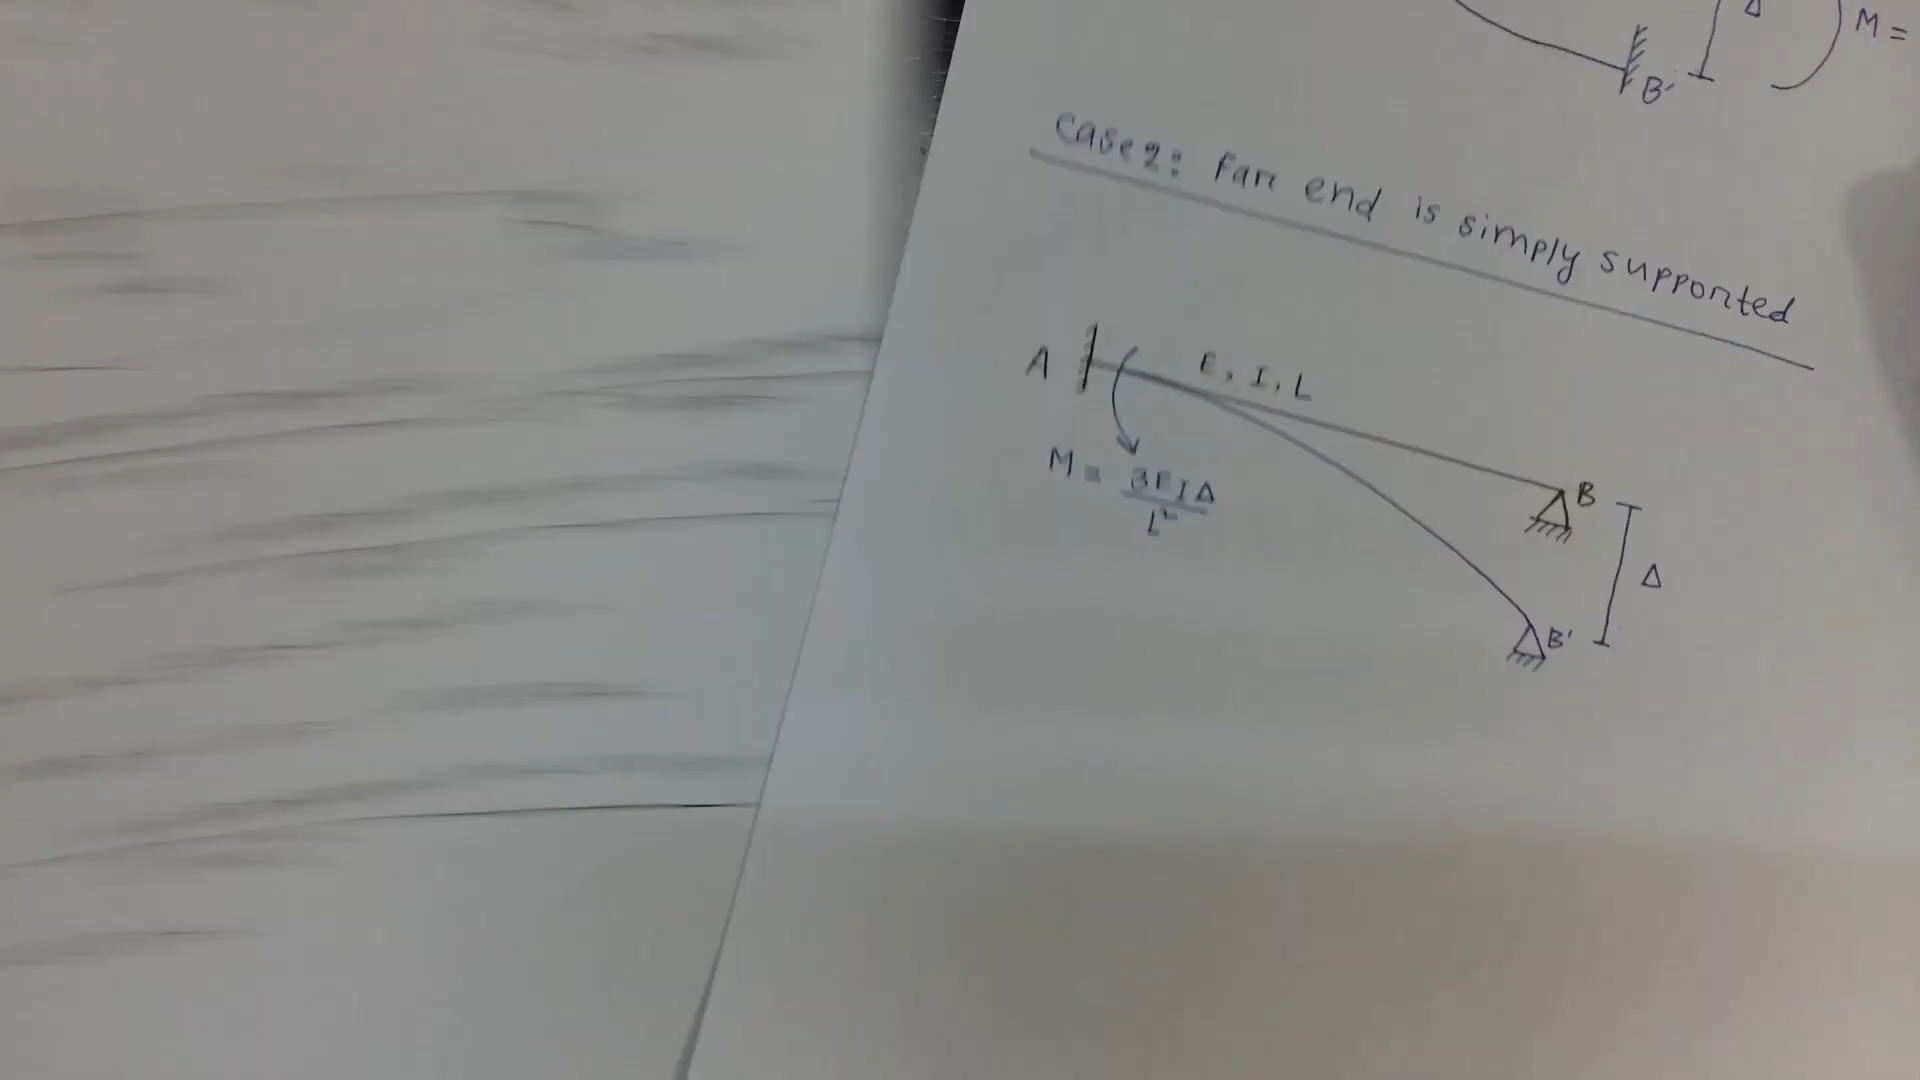 Δ
M =
B'
Case 2: Far end is simply supported
A
E, I, L
M = 3EIΔ / L²
B
Δ
B'